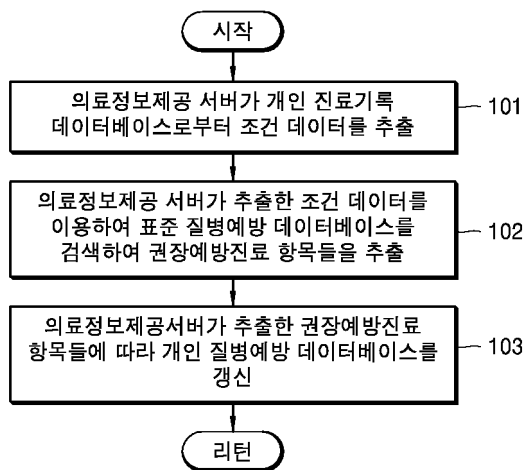 시작
의료정보제공 서버가 개인 진료기록
데이터베이스로부터 조건 데이터를 추출
101
의료정보제공 서버가 추출한 조건 데이터를
이용하여 표준 질병예방 데이터베이스를
검색하여 권장예방진료 항목들을 추출
102
의료정보제공서버가 추출한 권장예방진료
항목들에 따라 개인 질병예방 데이터베이스를
갱신
103
리턴